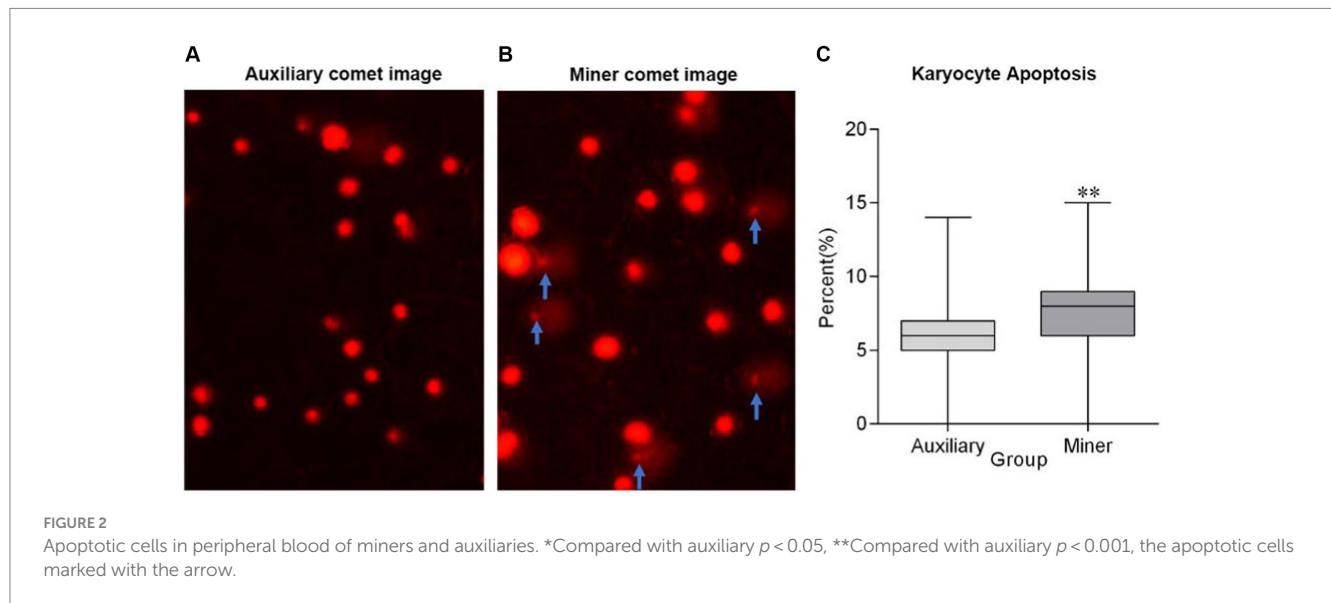 A
Auxiliary comet image
B
Miner comet image
C
Karyocyte Apoptosis
20
15
10
5
0
Percent(%)
**
Auxiliary
Miner
Group
FIGURE 2
Apoptotic cells in peripheral blood of miners and auxiliaries. *Compared with auxiliary p < 0.05, **Compared with auxiliary p < 0.001, the apoptotic cells
marked with the arrow.